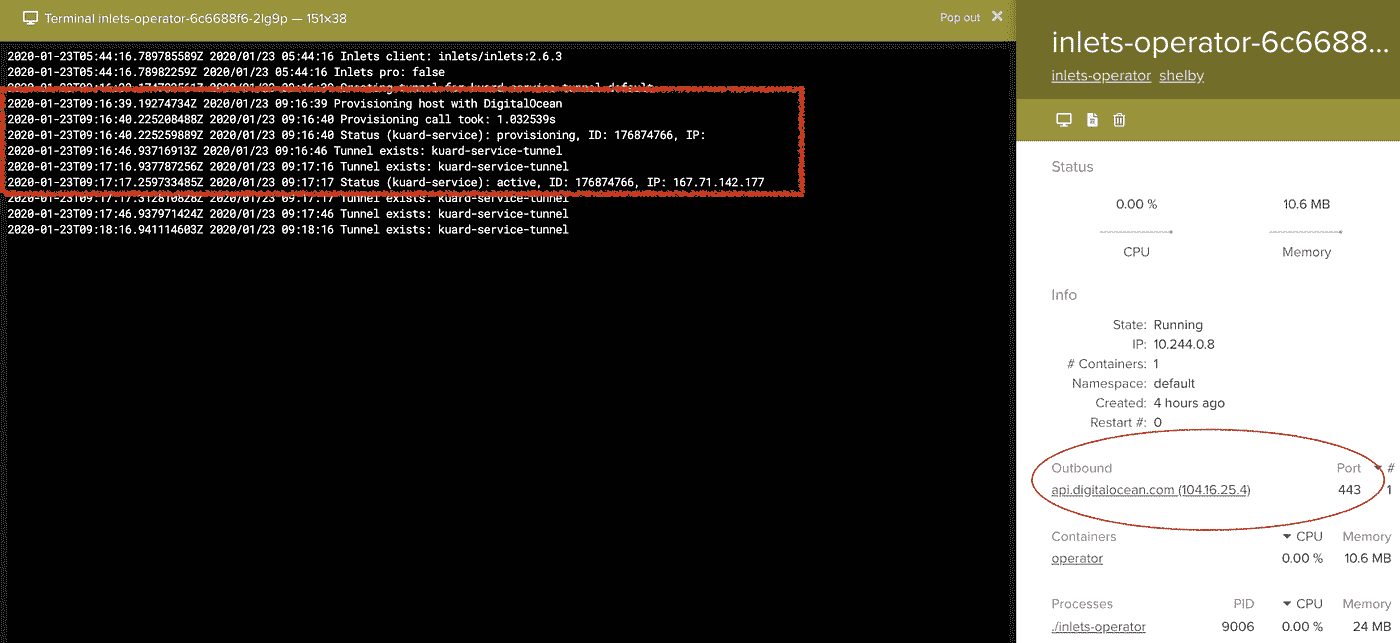 Terminal inlets-operator-6c6688f6-2lg9p — 151×38
Pop out ×
2020-01-23T05:44:16.789785589Z 2020/01/23 05:44:16 Inlets client: inlets/inlets:2.6.3
2020-01-23T05:44:16.78982259Z 2020/01/23 05:44:16 Inlets pro: false
2020-01-23T09:16:39.19274734Z 2020/01/23 09:16:39 Provisioning host with DigitalOcean
2020-01-23T09:16:40.225208488Z 2020/01/23 09:16:40 Provisioning call took: 1.032539s
2020-01-23T09:16:40.225259889Z 2020/01/23 09:16:40 Status (kuard-service): provisioning, ID: 176874766, IP:
2020-01-23T09:16:46.93716913Z 2020/01/23 09:16:46 Tunnel exists: kuard-service-tunnel
2020-01-23T09:17:16.937787256Z 2020/01/23 09:17:16 Tunnel exists: kuard-service-tunnel
2020-01-23T09:17:17.259733485Z 2020/01/23 09:17:17 Status (kuard-service): active, ID: 176874766, IP: 167.71.142.177
2020/01/23 09:17:17 Tunnel exists: kuard-service-tunnel
2020-01-23T09:17:46.937971424Z 2020/01/23 09:17:46 Tunnel exists: kuard-service-tunnel
2020-01-23T09:18:16.941114603Z 2020/01/23 09:18:16 Tunnel exists: kuard-service-tunnel
inlets-operator-6c6688...
inlets-operator shelby
Status
0.00 % 10.6 MB
CPU Memory
Info
State: Running
IP: 10.244.0.8
# Containers: 1
Namespace: default
Created: 4 hours ago
Restart #: 0
Outbound Port #
api.digitalocean.com (104.16.25.4) 443 1
Containers CPU Memory
operator 0.00 % 10.6 MB
Processes PID CPU Memory
./inlets-operator 9006 0.00 % 24 MB